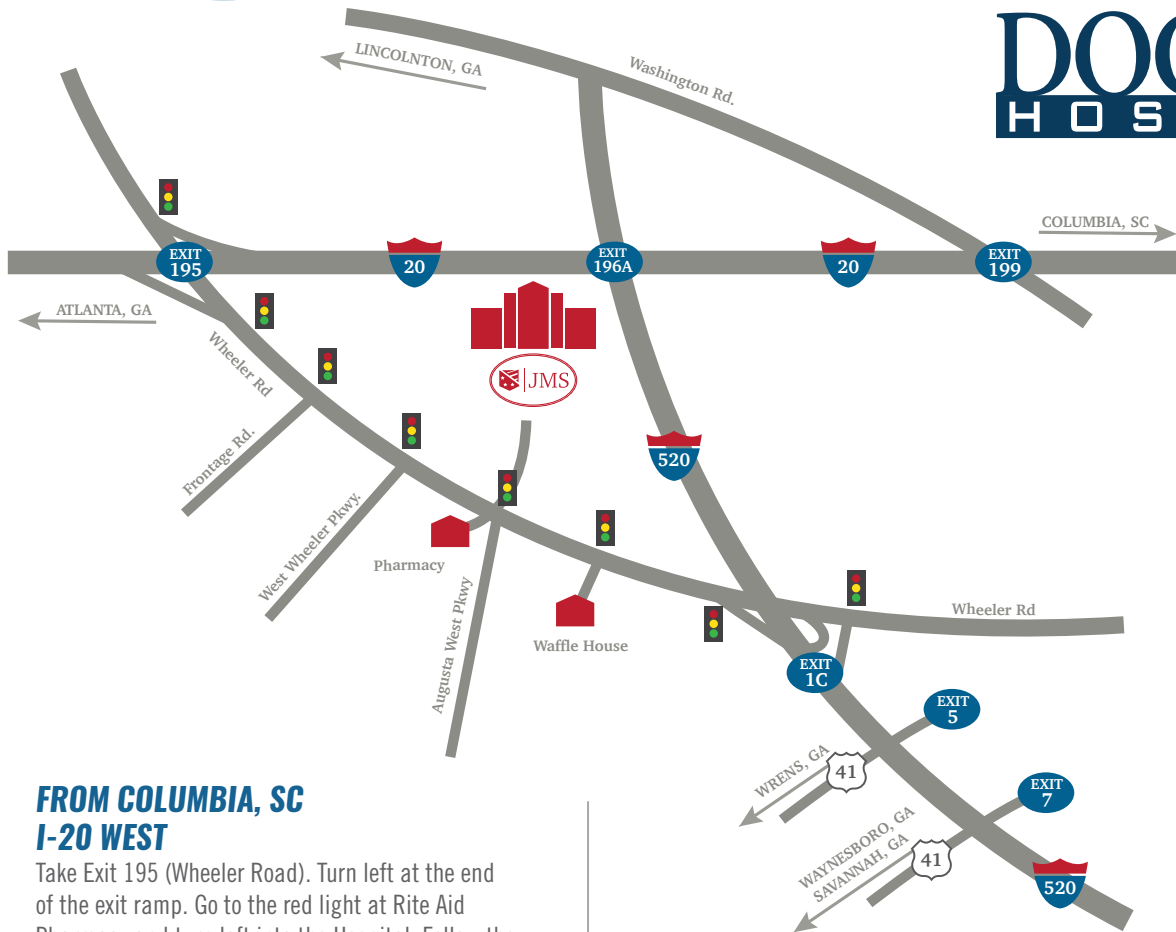 LINCOLNTON, GA
Washington Rd.
HOS
COLUMBIA, SC
EXIT
195
20
EXIT
196A
20
EXIT
199
ATLANTA, GA
Wheeler Rd
JMS
Frontage Rd.
520
West Wheeler Pkwy.
Pharmacy
Augusta West Pkwy
Waffle House
Wheeler Rd
EXIT
1C
EXIT
5
WRENS, GA
41
EXIT
7
WAYNESBORO, GA
SAVANNAH, GA
41
520
FROM COLUMBIA, SC
I-20 WEST
Take Exit 195 (Wheeler Road). Turn left at the end
of the exit ramp. Go to the red light at Rite Aid